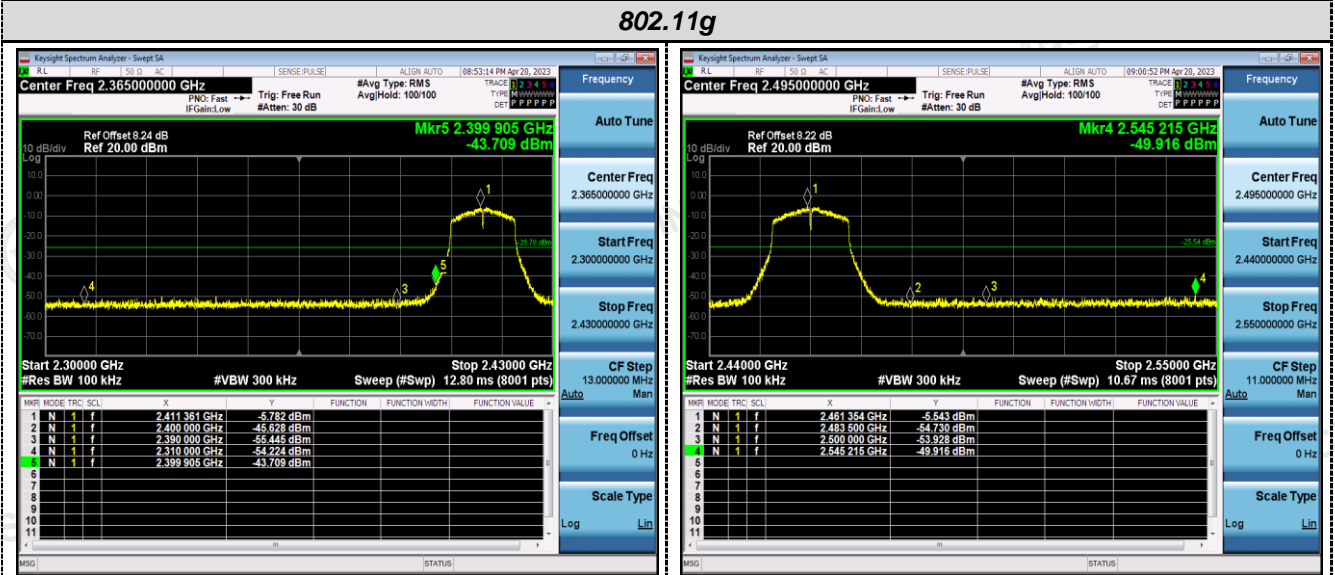 802.11g
Keysight Spectrum Analyzer - Swept SA
RL RF 50 Ω AC SENSE:PULSE ALIGN AUTO 08:53:14 PM Apr 20, 2023
Center Freq 2.365000000 GHz
PNO: Fast
IFGain:Low
Trig: Free Run
#Atten: 30 dB
#Avg Type: RMS
Avg|Hold: 100/100
TRACE 1 2 3 4 5 6
TYPE M W W W W W
DET P P P P P P
Ref Offset 8.24 dB
Ref 20.00 dBm
10 dB/div
Log
Mkr5 2.399 905 GHz
-43.709 dBm
10.0
0.00
-10.0
-20.0
-30.0
-40.0
-50.0
-60.0
-70.0
1
-25.78 dBm
5
4
3
Start 2.30000 GHz
Stop 2.43000 GHz
#Res BW 100 kHz
#VBW 300 kHz
Sweep (#Swp) 12.80 ms (8001 pts)
MKR MODE TRC SCL X Y FUNCTION FUNCTION WIDTH FUNCTION VALUE
1 N 1 f 2.411 361 GHz -5.782 dBm
2 N 1 f 2.400 000 GHz -45.628 dBm
3 N 1 f 2.390 000 GHz -55.445 dBm
4 N 1 f 2.310 000 GHz -54.224 dBm
5 N 1 f 2.399 905 GHz -43.709 dBm
6
7
8
9
10
11
MSG STATUS
Frequency
Auto Tune
Center Freq
2.365000000 GHz
Start Freq
2.300000000 GHz
Stop Freq
2.430000000 GHz
CF Step
13.000000 MHz
Auto Man
Freq Offset
0 Hz
Scale Type
Log Lin
Keysight Spectrum Analyzer - Swept SA
RL RF 50 Ω AC SENSE:PULSE ALIGN AUTO 09:00:52 PM Apr 20, 2023
Center Freq 2.495000000 GHz
PNO: Fast
IFGain:Low
Trig: Free Run
#Atten: 30 dB
#Avg Type: RMS
Avg|Hold: 100/100
TRACE 1 2 3 4 5 6
TYPE M W W W W W
DET P P P P P P
Ref Offset 8.22 dB
Ref 20.00 dBm
10 dB/div
Log
Mkr4 2.545 215 GHz
-49.916 dBm
10.0
0.00
-10.0
-20.0
-30.0
-40.0
-50.0
-60.0
-70.0
1
-25.54 dBm
2
3
4
Start 2.44000 GHz
Stop 2.55000 GHz
#Res BW 100 kHz
#VBW 300 kHz
Sweep (#Swp) 10.67 ms (8001 pts)
MKR MODE TRC SCL X Y FUNCTION FUNCTION WIDTH FUNCTION VALUE
1 N 1 f 2.461 354 GHz -5.543 dBm
2 N 1 f 2.483 500 GHz -54.730 dBm
3 N 1 f 2.500 000 GHz -53.928 dBm
4 N 1 f 2.545 215 GHz -49.916 dBm
5
6
7
8
9
10
11
MSG STATUS
Frequency
Auto Tune
Center Freq
2.495000000 GHz
Start Freq
2.440000000 GHz
Stop Freq
2.550000000 GHz
CF Step
11.000000 MHz
Auto Man
Freq Offset
0 Hz
Scale Type
Log Lin